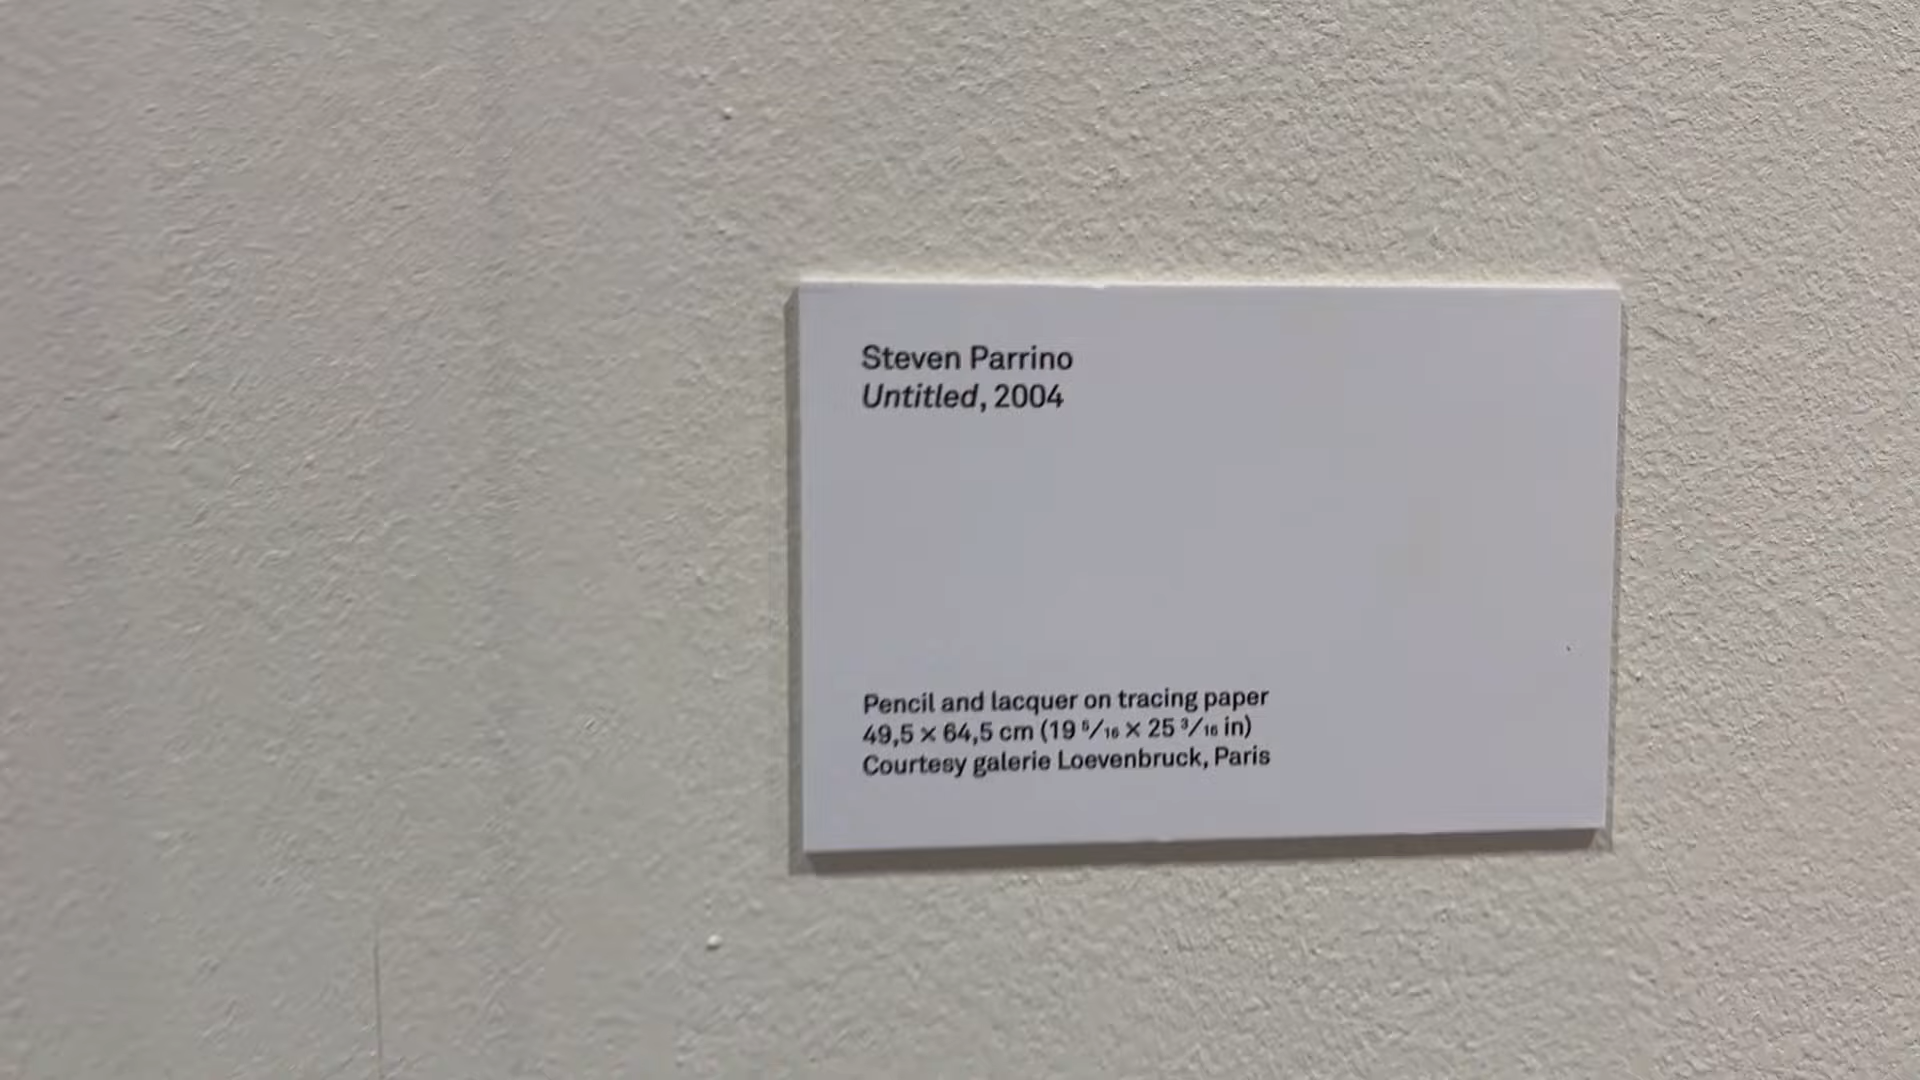 Steven Parrino
Untitled, 2004
Pencil and lacquer on tracing paper
49,5 × 64,5 cm (19 ⁵/₁₆ × 25 ³/₁₆ in)
Courtesy galerie Loevenbruck, Paris